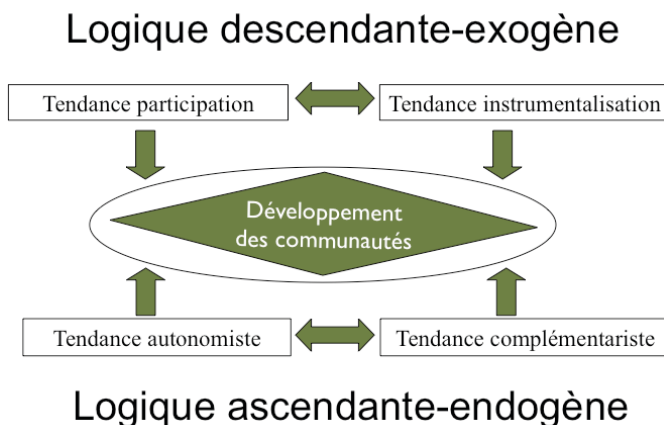 Logique descendante-exogène
Tendance participation
Tendance instrumentalisation
Développement
des communautés
Tendance autonomiste
Tendance complémentariste
Logique ascendante-endogène